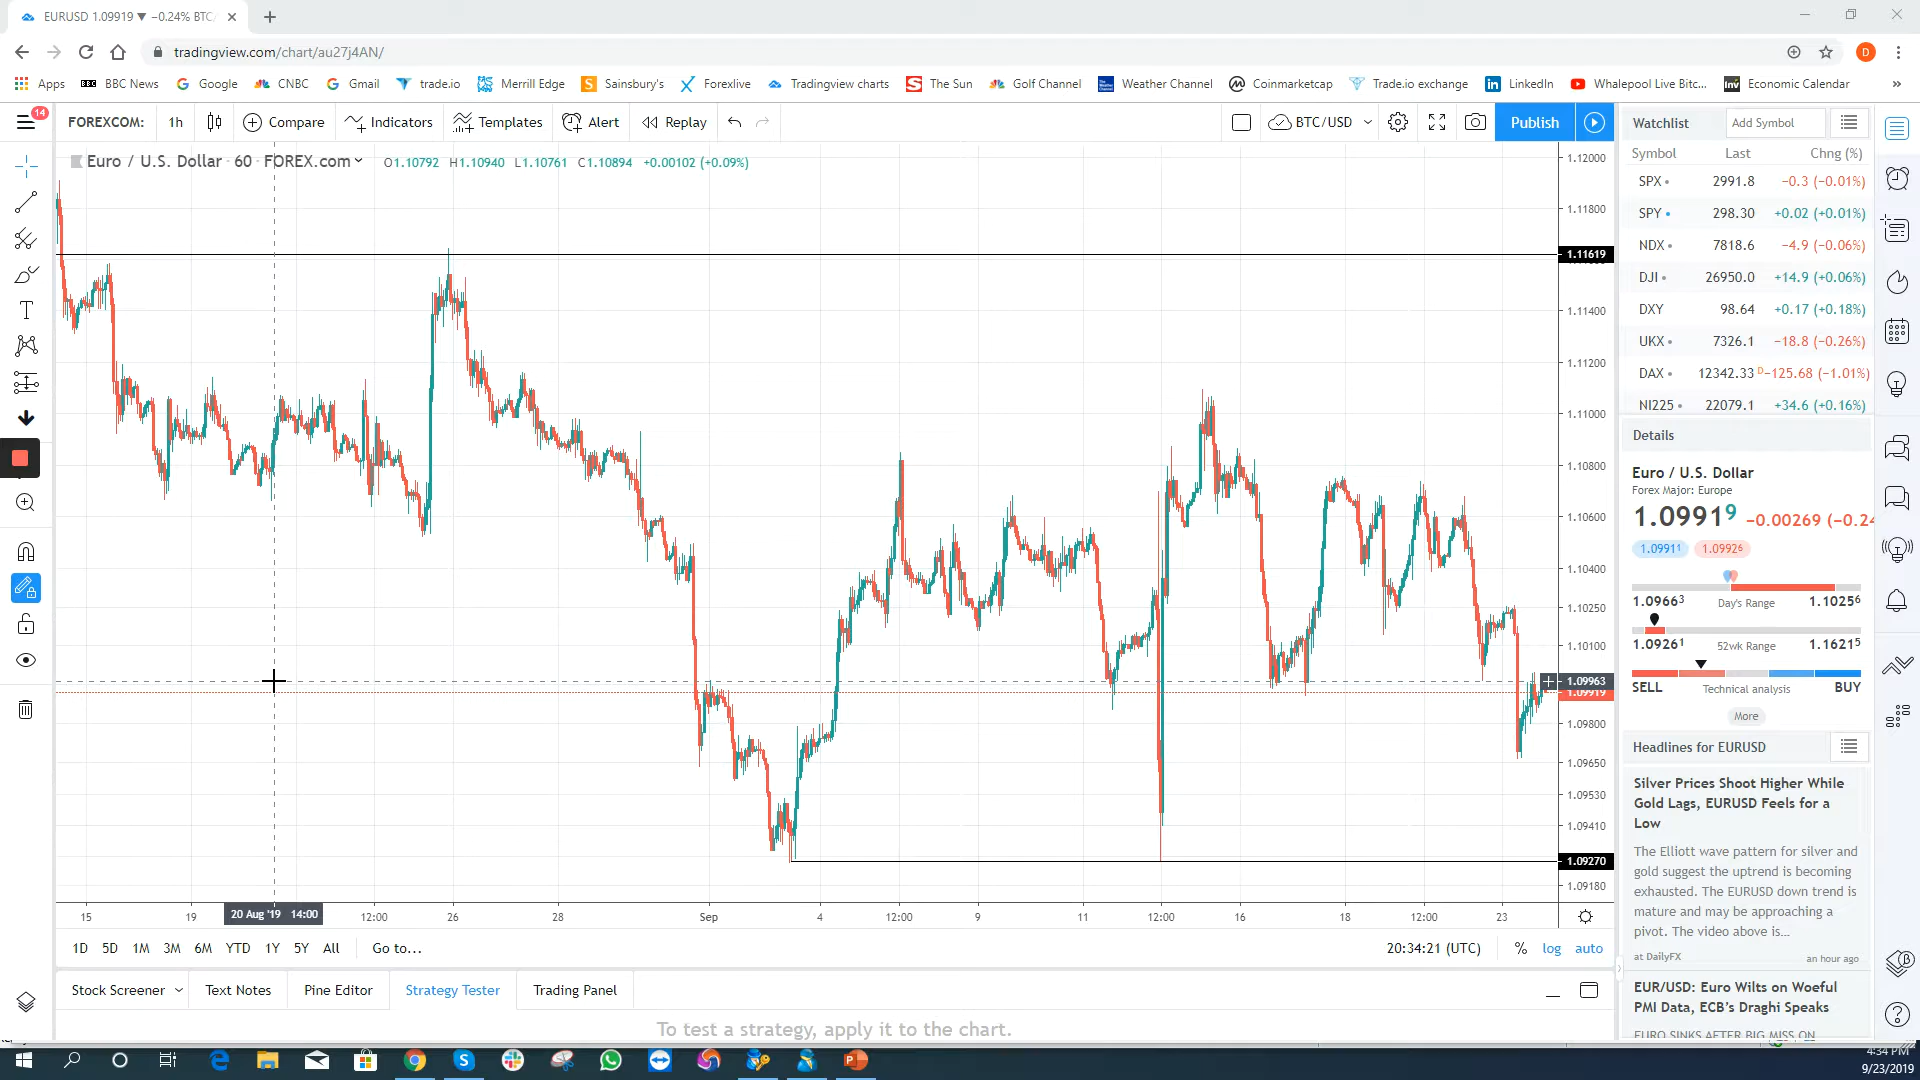 EURUSD 1.09919 ▼ −0.24% BTC
tradingview.com/chart/au27j4AN/
D
Apps BBC News Google CNBC Gmail trade.io Merrill Edge Sainsbury's Forexlive Tradingview charts The Sun Golf Channel Weather Channel Coinmarketcap Trade.io exchange LinkedIn Whalepool Live Bitc... Economic Calendar »
14
FOREXCOM: 1h Compare Indicators Templates Alert Replay BTC/USD Publish
Euro / U.S. Dollar · 60 · FOREX.com O1.10792 H1.10940 L1.10761 C1.10894 +0.00102 (+0.09%)
1.12000
1.11800
1.11619
1.11400
1.11200
1.11000
1.10800
1.10600
1.10400
1.10250
1.10100
1.09963
1.09919
1.09800
1.09650
1.09530
1.09410
1.09270
1.09180
15 19 20 Aug '19 14:00 12:00 26 28 Sep 4 12:00 9 11 12:00 16 18 12:00 23
1D 5D 1M 3M 6M YTD 1Y 5Y All Go to... 20:34:21 (UTC) % log auto
Stock Screener Text Notes Pine Editor Strategy Tester Trading Panel
To test a strategy, apply it to the chart.
Watchlist Add Symbol
Symbol Last Chng (%)
SPX 2991.8 −0.3 (−0.01%)
SPY 298.30 +0.02 (+0.01%)
NDX 7818.6 −4.9 (−0.06%)
DJI 26950.0 +14.9 (+0.06%)
DXY 98.64 +0.17 (+0.18%)
UKX 7326.1 −18.8 (−0.26%)
DAX 12342.33 D −125.68 (−1.01%)
NI225 22079.1 +34.6 (+0.16%)
Details
Euro / U.S. Dollar
Forex Major: Europe
1.09919 −0.00269 (−0.24
1.09911 1.09926
1.09663 Day's Range 1.10256
1.09261 52wk Range 1.16215
SELL Technical analysis BUY
More
Headlines for EURUSD
Silver Prices Shoot Higher While
Gold Lags, EURUSD Feels for a
Low
The Elliott wave pattern for silver and
gold suggest the uptrend is becoming
exhausted. The EURUSD down trend is
mature and may be approaching a
pivot. The video above is...
at DailyFX an hour ago
EUR/USD: Euro Wilts on Woeful
PMI Data, ECB's Draghi Speaks
EURO SINKS AFTER BIG MISS ON
4:34 PM
9/23/2019